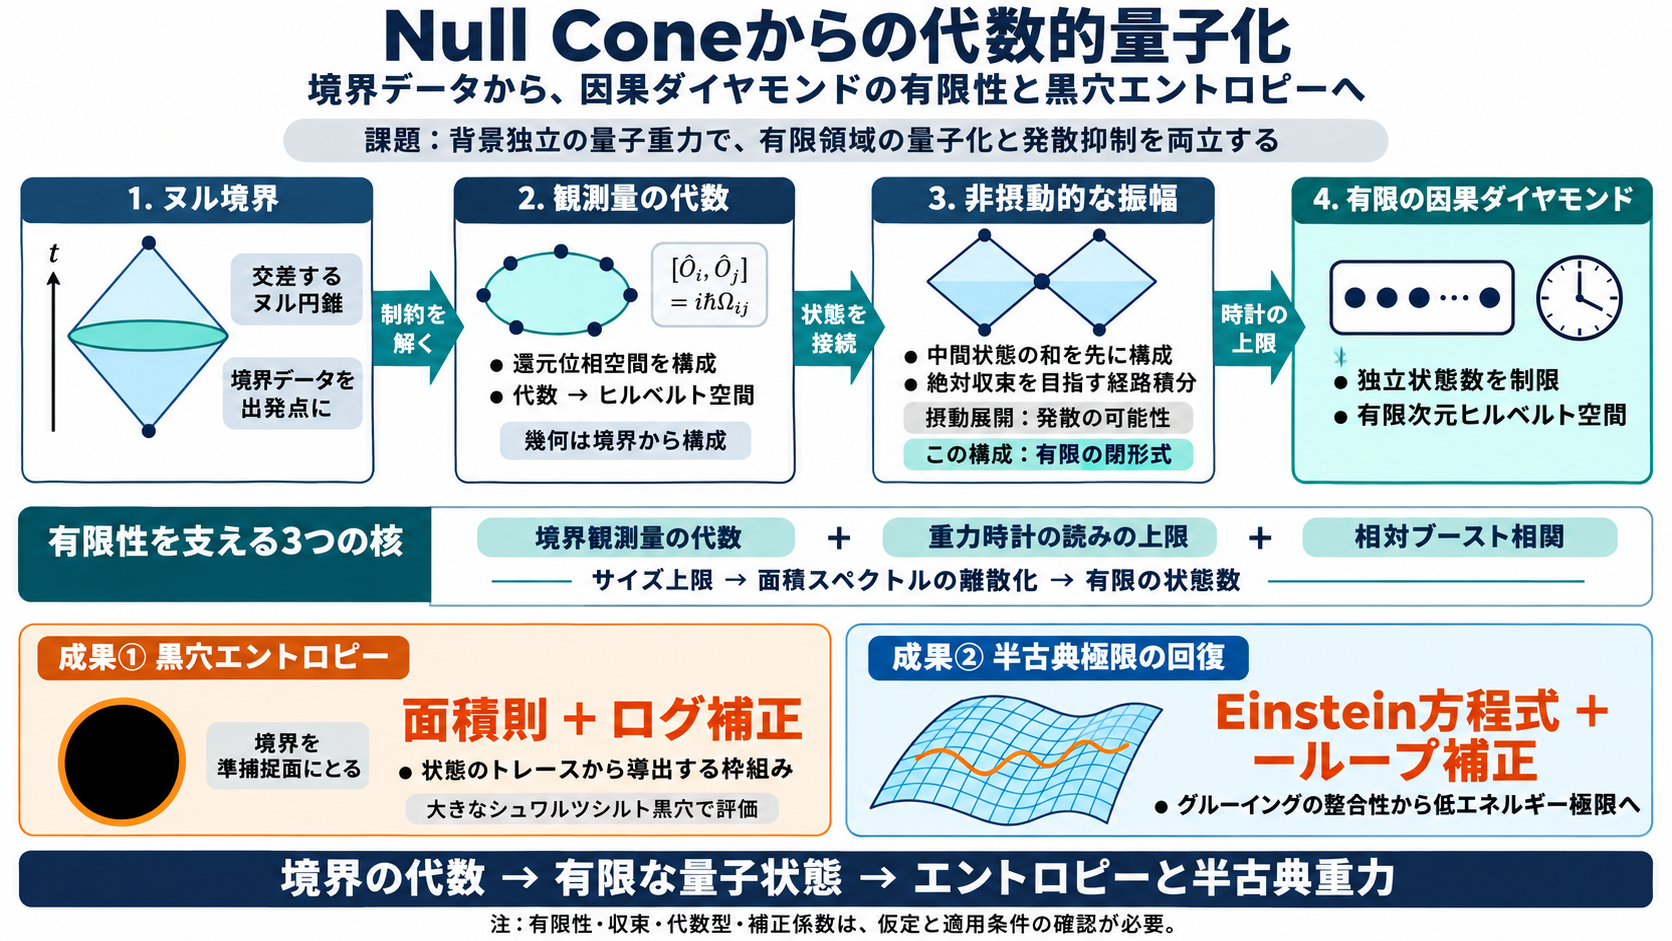 Null Coneからの代数的量子化
境界データから、因果ダイヤモンドの有限性と黒穴エントロピーへ
課題：背景独立の量子重力で、有限領域の量子化と発散抑制を両立する
1. ヌル境界
t
交差する
ヌル円錐
境界データを
出発点に
制約を
解く
2. 観測量の代数
[Ôᵢ, Ôⱼ]
= iħΩᵢⱼ
● 還元位相空間を構成
● 代数 → ヒルベルト空間
幾何は境界から構成
状態を
接続
3. 非摂動的な振幅
● 中間状態の和を先に構成
● 絶対収束を目指す経路積分
摂動展開：発散の可能性
この構成：有限の閉形式
時計の
上限
4. 有限の因果ダイヤモンド
● 独立状態数を制限
● 有限次元ヒルベルト空間
有限性を支える3つの核
境界観測量の代数 + 重力時計の読みの上限 + 相対ブースト相関
サイズ上限 → 面積スペクトルの離散化 → 有限の状態数
成果① 黒穴エントロピー
境界を
準捕捉面にとる
面積則 + ログ補正
● 状態のトレースから導出する枠組み
大きなシュワルツシルト黒穴で評価
成果② 半古典極限の回復
Einstein方程式 +
一ループ補正
● グルーイングの整合性から低エネルギー極限へ
境界の代数 → 有限な量子状態 → エントロピーと半古典重力
注：有限性・収束・代数型・補正係数は、仮定と適用条件の確認が必要。